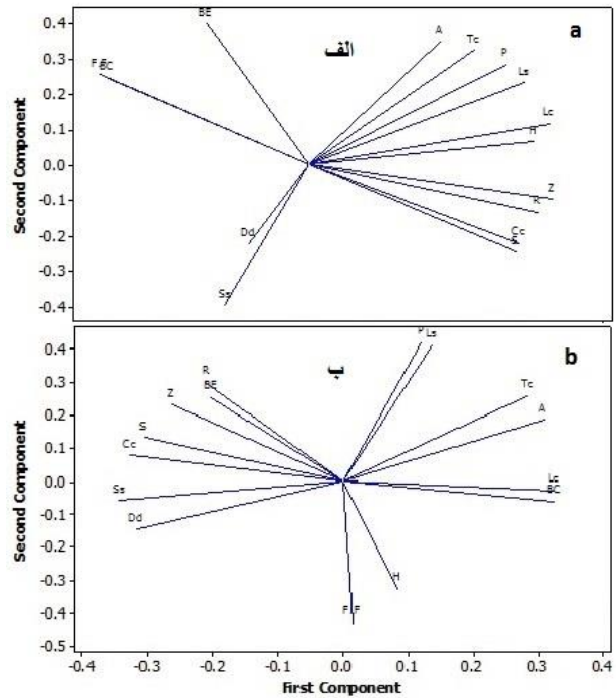 a
الف
Second Component
0.4
0.3
0.2
0.1
0.0
-0.1
-0.2
-0.3
-0.4
BE
BC
A
Tc
P
Ls
Lc
H
Z
R
Cc
Dd
Ss
b
ب
Second Component
0.4
0.3
0.2
0.1
0.0
-0.1
-0.2
-0.3
-0.4
-0.5
P
Ls
R
BE
Z
S
Cc
Ss
Dd
Tc
A
Lc
BC
H
F F
-0.4 -0.3 -0.2 -0.1 0.0 0.1 0.2 0.3 0.4
First Component